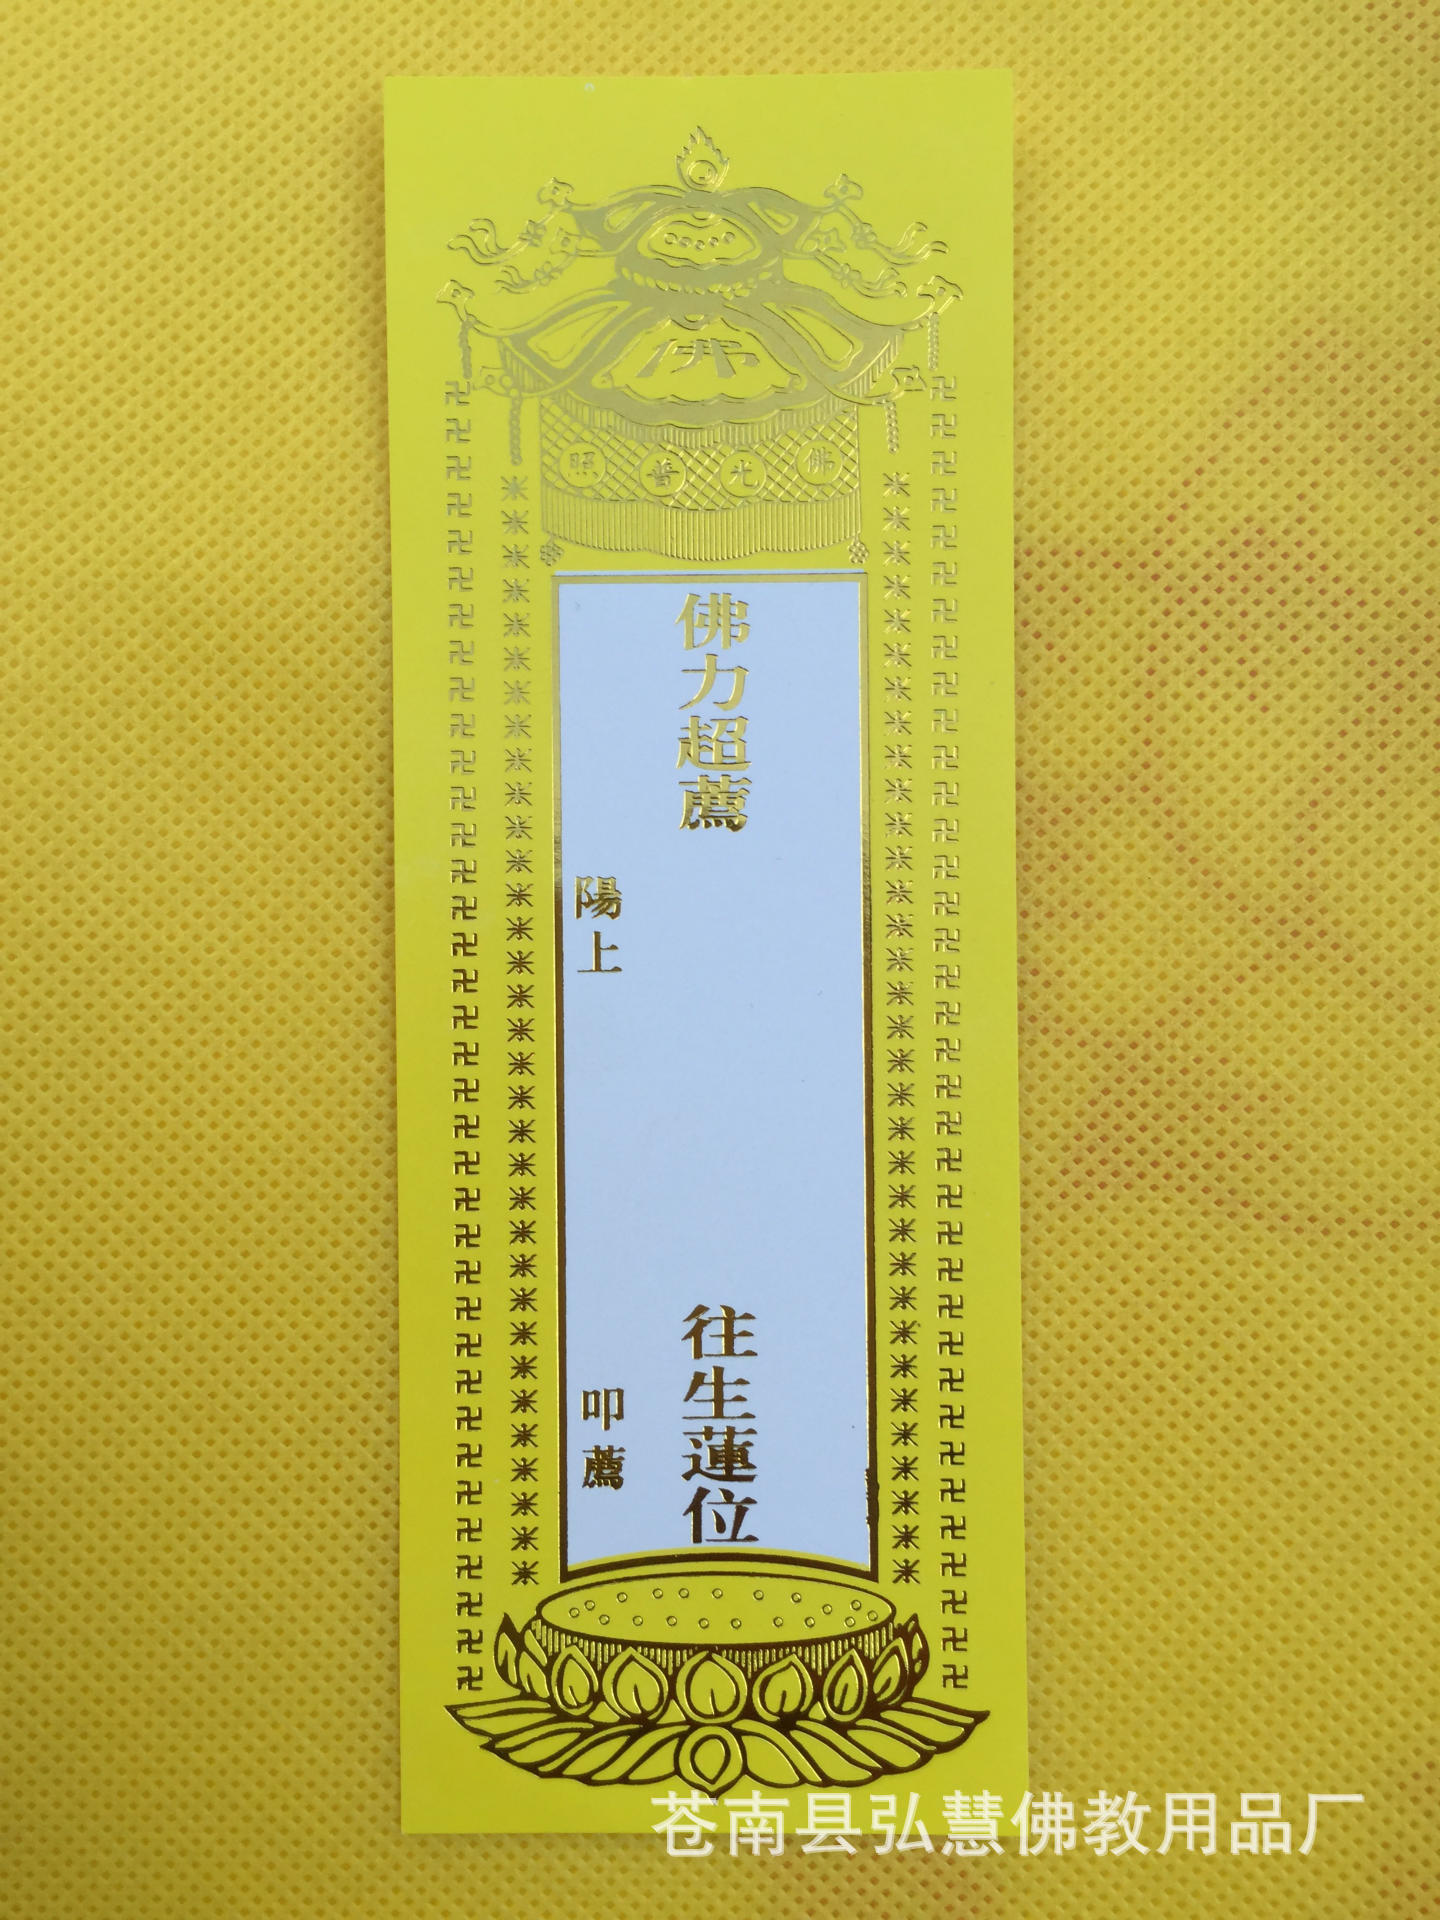 佛
佛光普照
佛力超薦
往生蓮位
陽上
叩薦
苍南县弘慧佛教用品厂